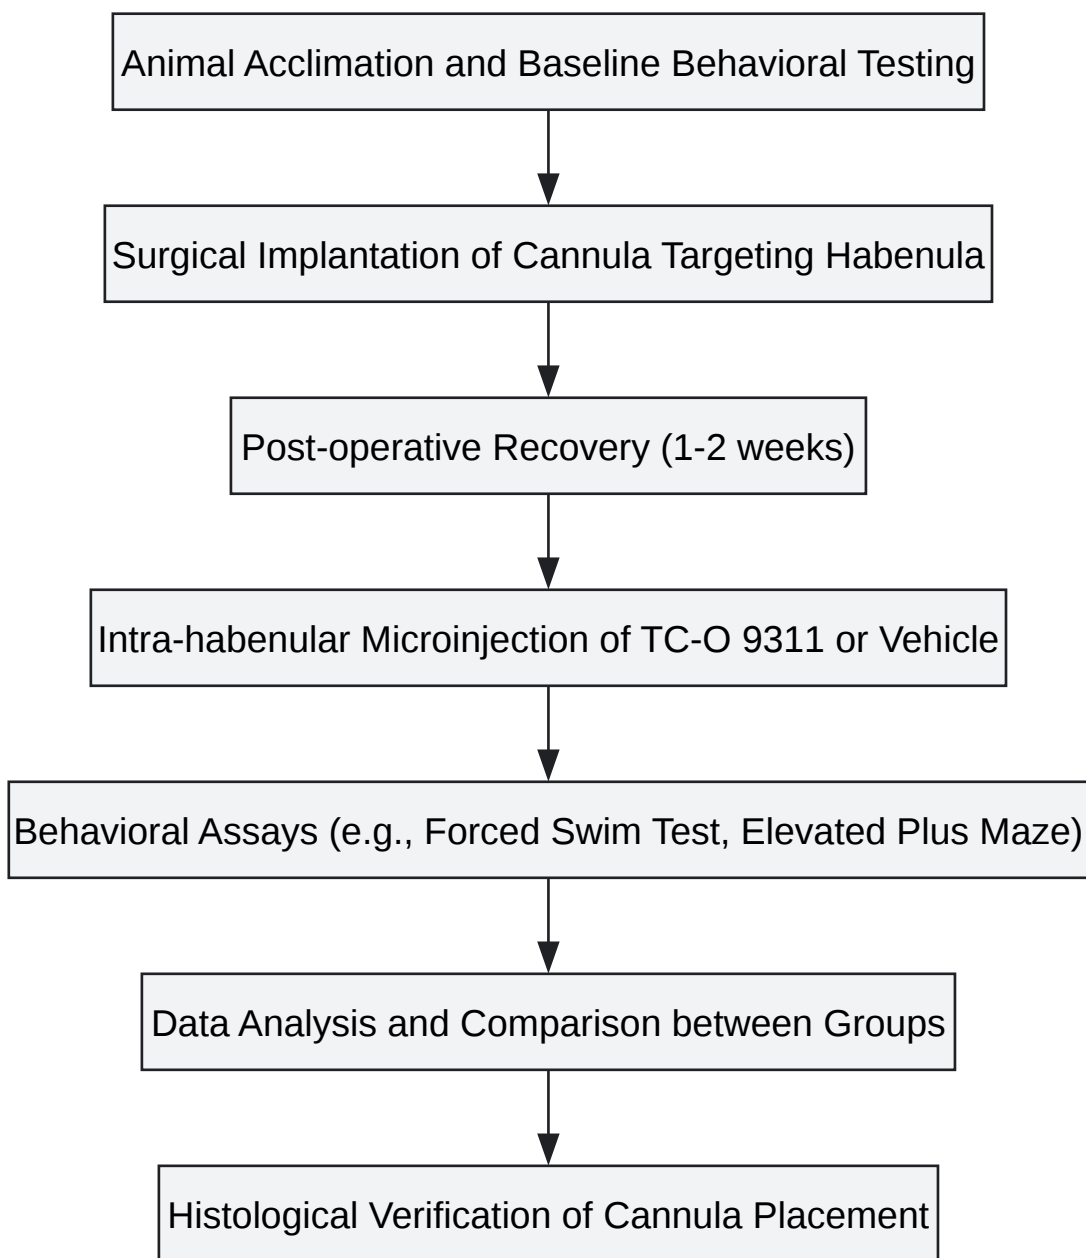 Animal Acclimation and Baseline Behavioral Testing
Surgical Implantation of Cannula Targeting Habenula
Post-operative Recovery (1-2 weeks)
Intra-habenular Microinjection of TC-O 9311 or Vehicle
Behavioral Assays (e.g., Forced Swim Test, Elevated Plus Maze)
Data Analysis and Comparison between Groups
Histological Verification of Cannula Placement